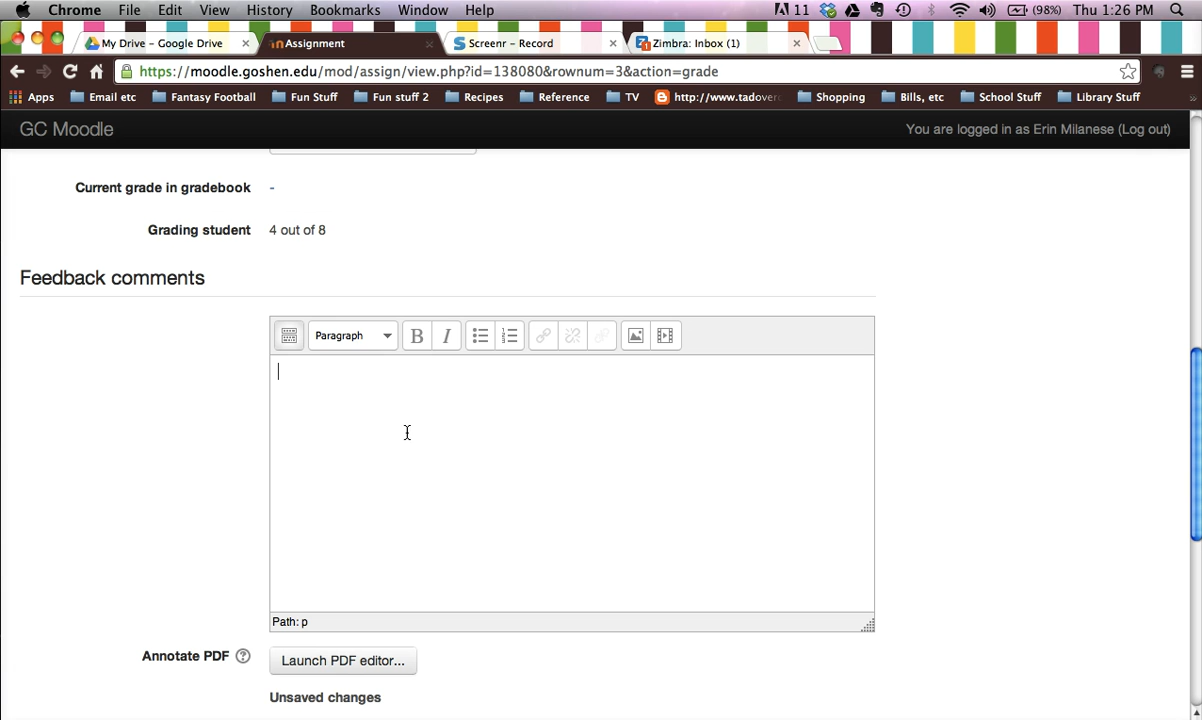 Chrome File Edit View History Bookmarks Window Help 11 (98%) Thu 1:26 PM
My Drive – Google Drive Assignment Screenr – Record Zimbra: Inbox (1)
https://moodle.goshen.edu/mod/assign/view.php?id=138080&rownum=3&action=grade
Apps Email etc Fantasy Football Fun Stuff Fun stuff 2 Recipes Reference TV http://www.tadover Shopping Bills, etc School Stuff Library Stuff »
GC Moodle You are logged in as Erin Milanese (Log out)
Current grade in gradebook -
Grading student 4 out of 8
Feedback comments
Paragraph B I
Path: p
Annotate PDF ? Launch PDF editor...
Unsaved changes